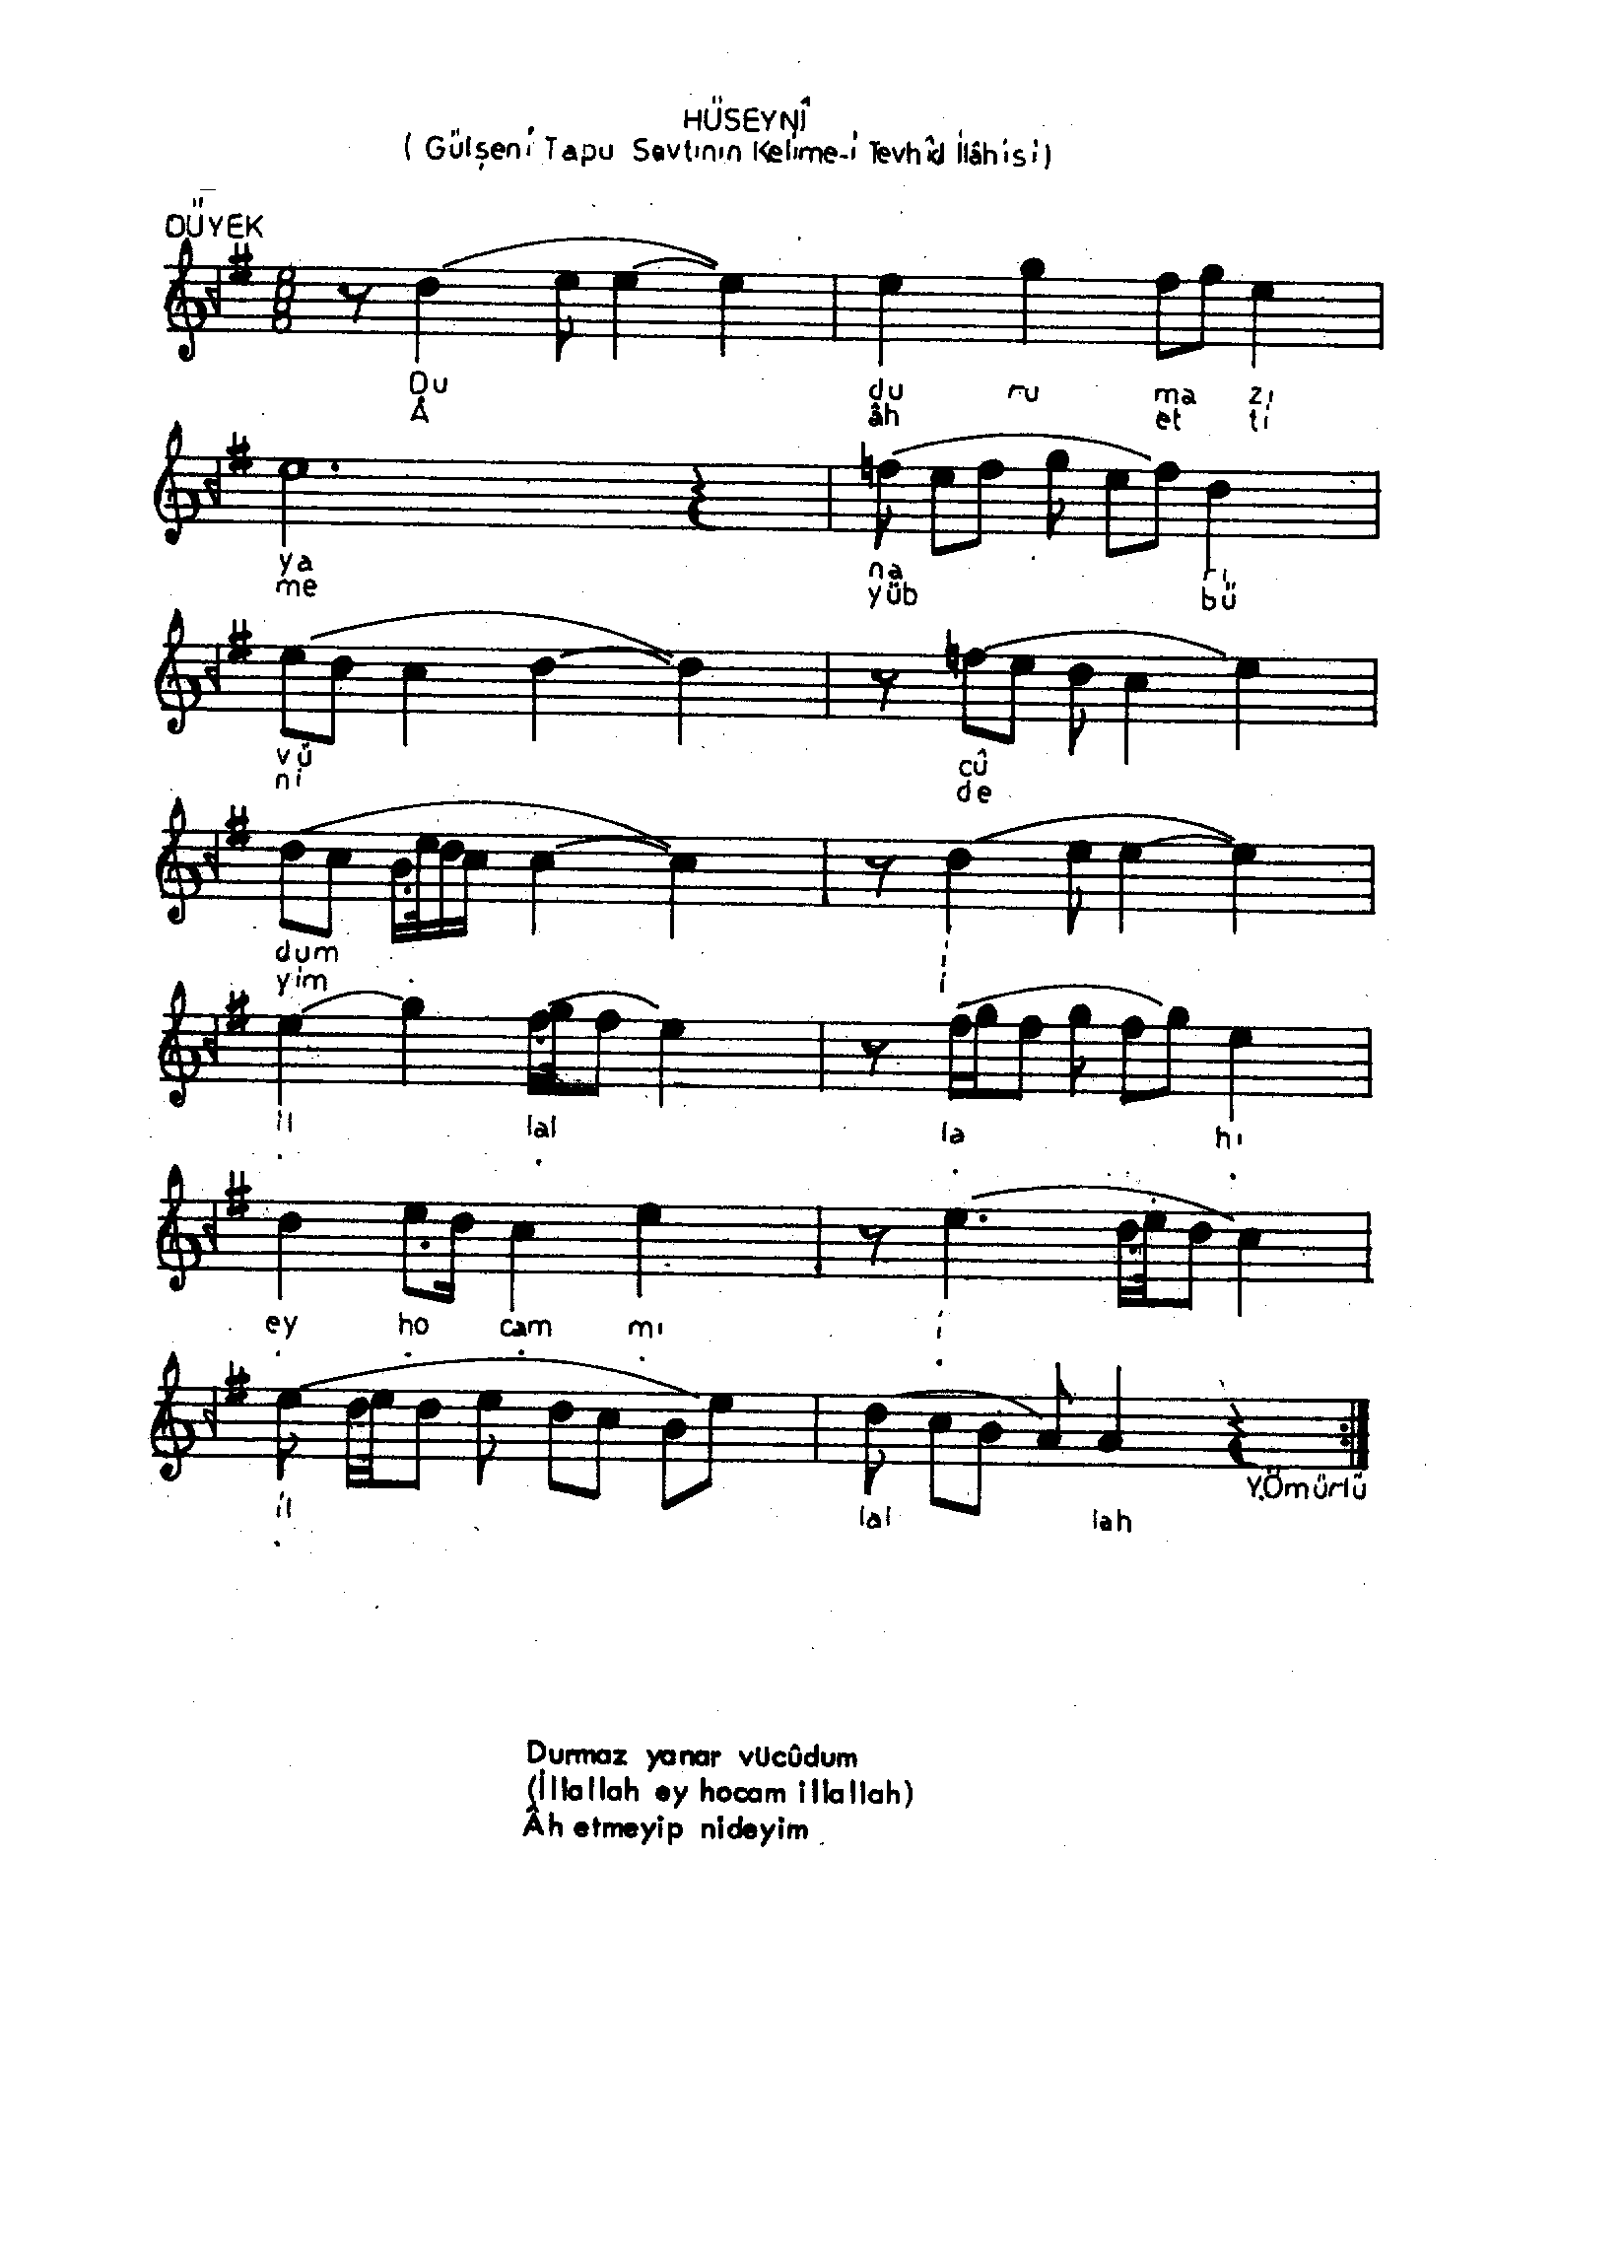 HÜSEYNÎ
( Gülşenî Tapu Savtının Kelime-i Tevhîd İlâhisi)
DÜYEK
8
8
Du du ru ma zı
 âh et ti
ya na rı
me yüb bü
vü cû
ni de
dum i
yim i
il lal la hı
ey ho cam mı i
il lal lah
Y.Ömürlü
Durmaz yanar vücûdum
(İllallah ey hocam illallah)
Âh etmeyip nideyim